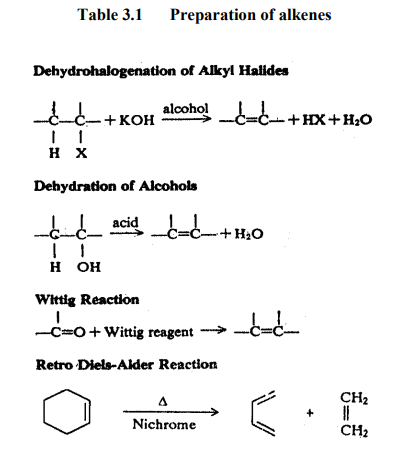 Table 3.1 Preparation of alkenes
Dehydrohalogenation of Alkyl Halides
—C—C—+KOH alcohol —C=C—+HX+H₂O
H X
Dehydration of Alcohols
—C—C— acid —C=C—+H₂O
H OH
Wittig Reaction
—C=O+Wittig reagent → —C=C—
Retro Diels-Alder Reaction
Δ
Nichrome
+
CH₂
||
CH₂